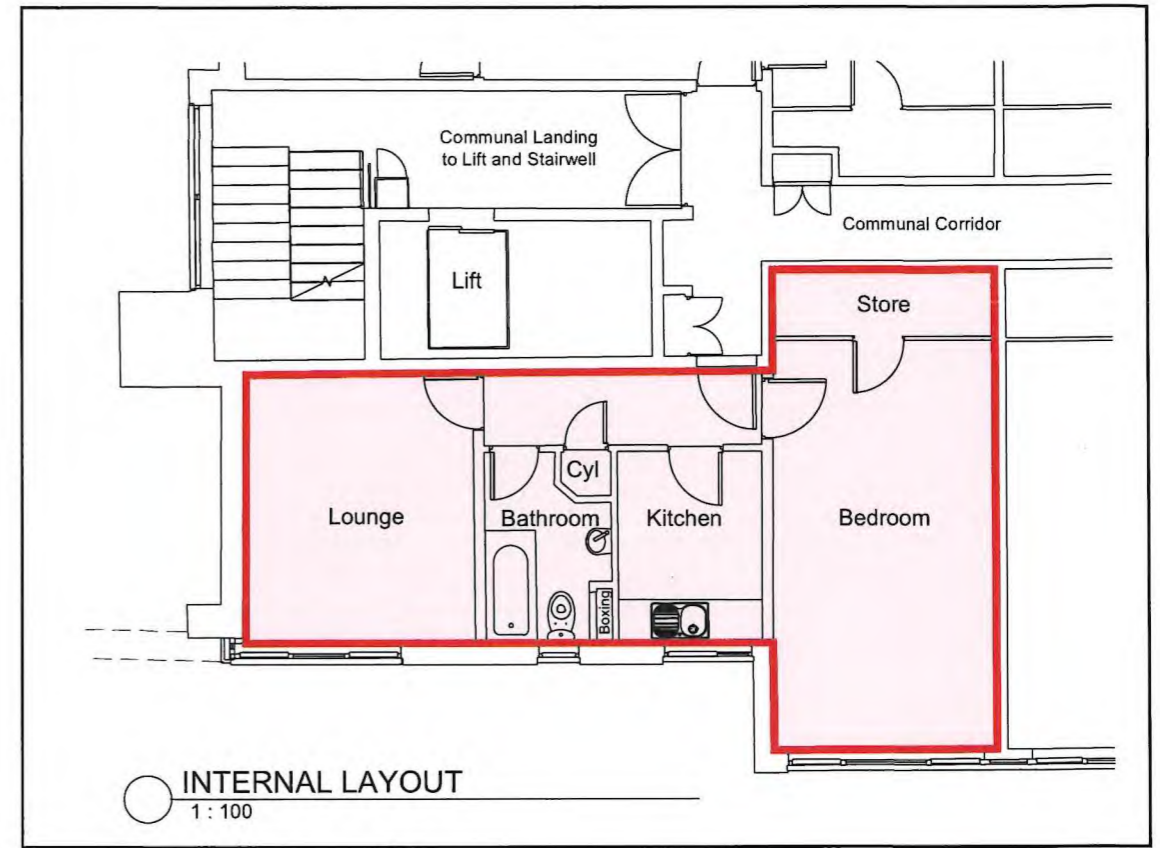 Communal Landing
to Lift and Stairwell
Communal Corridor
Lift
Store
Cyl
Lounge
Bathroom
Kitchen
Bedroom
Boxing
INTERNAL LAYOUT
1 : 100